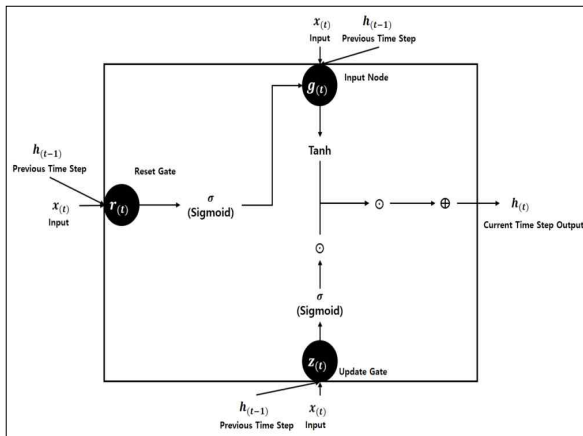 x(t)
Input
h(t−1)
Previous Time Step
g(t)
Input Node
Tanh
h(t−1)
Previous Time Step
Reset Gate
x(t)
Input
r(t)
σ
(Sigmoid)
⊙
⊕
h(t)
Current Time Step Output
⊙
σ
(Sigmoid)
z(t)
Update Gate
h(t−1)
Previous Time Step
x(t)
Input